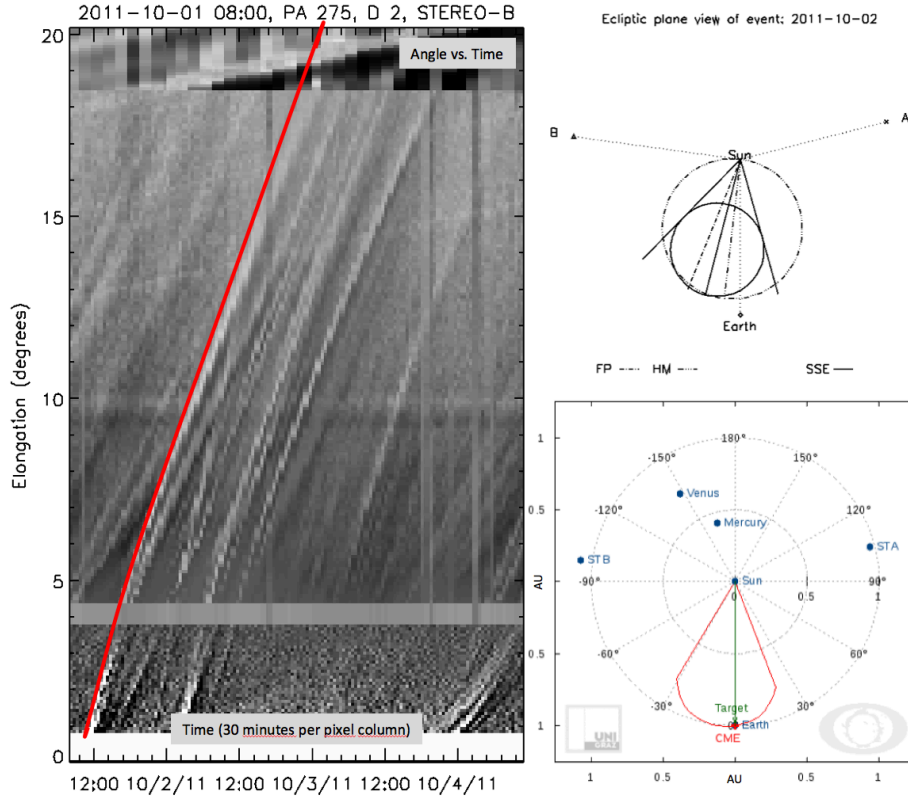 2011-10-01 08:00, PA 275, D 2, STEREO-B
Angle vs. Time
20
15
10
5
0
Elongation (degrees)
Time (30 minutes per pixel column)
12:00 10/2/11 12:00 10/3/11 12:00 10/4/11
Ecliptic plane view of event: 2011-10-02
B
A
Sun
Earth
FP HM SSE
1
0.5
AU
0.5
1
180°
-150° 150°
Venus
-120° 120°
Mercury
STA
STB
-90° Sun 90°
0 0.5 1
-60° 60°
-30° 30°
Target
Earth
CME
UNI
GRAZ
1 0.5 0 0.5 1
AU